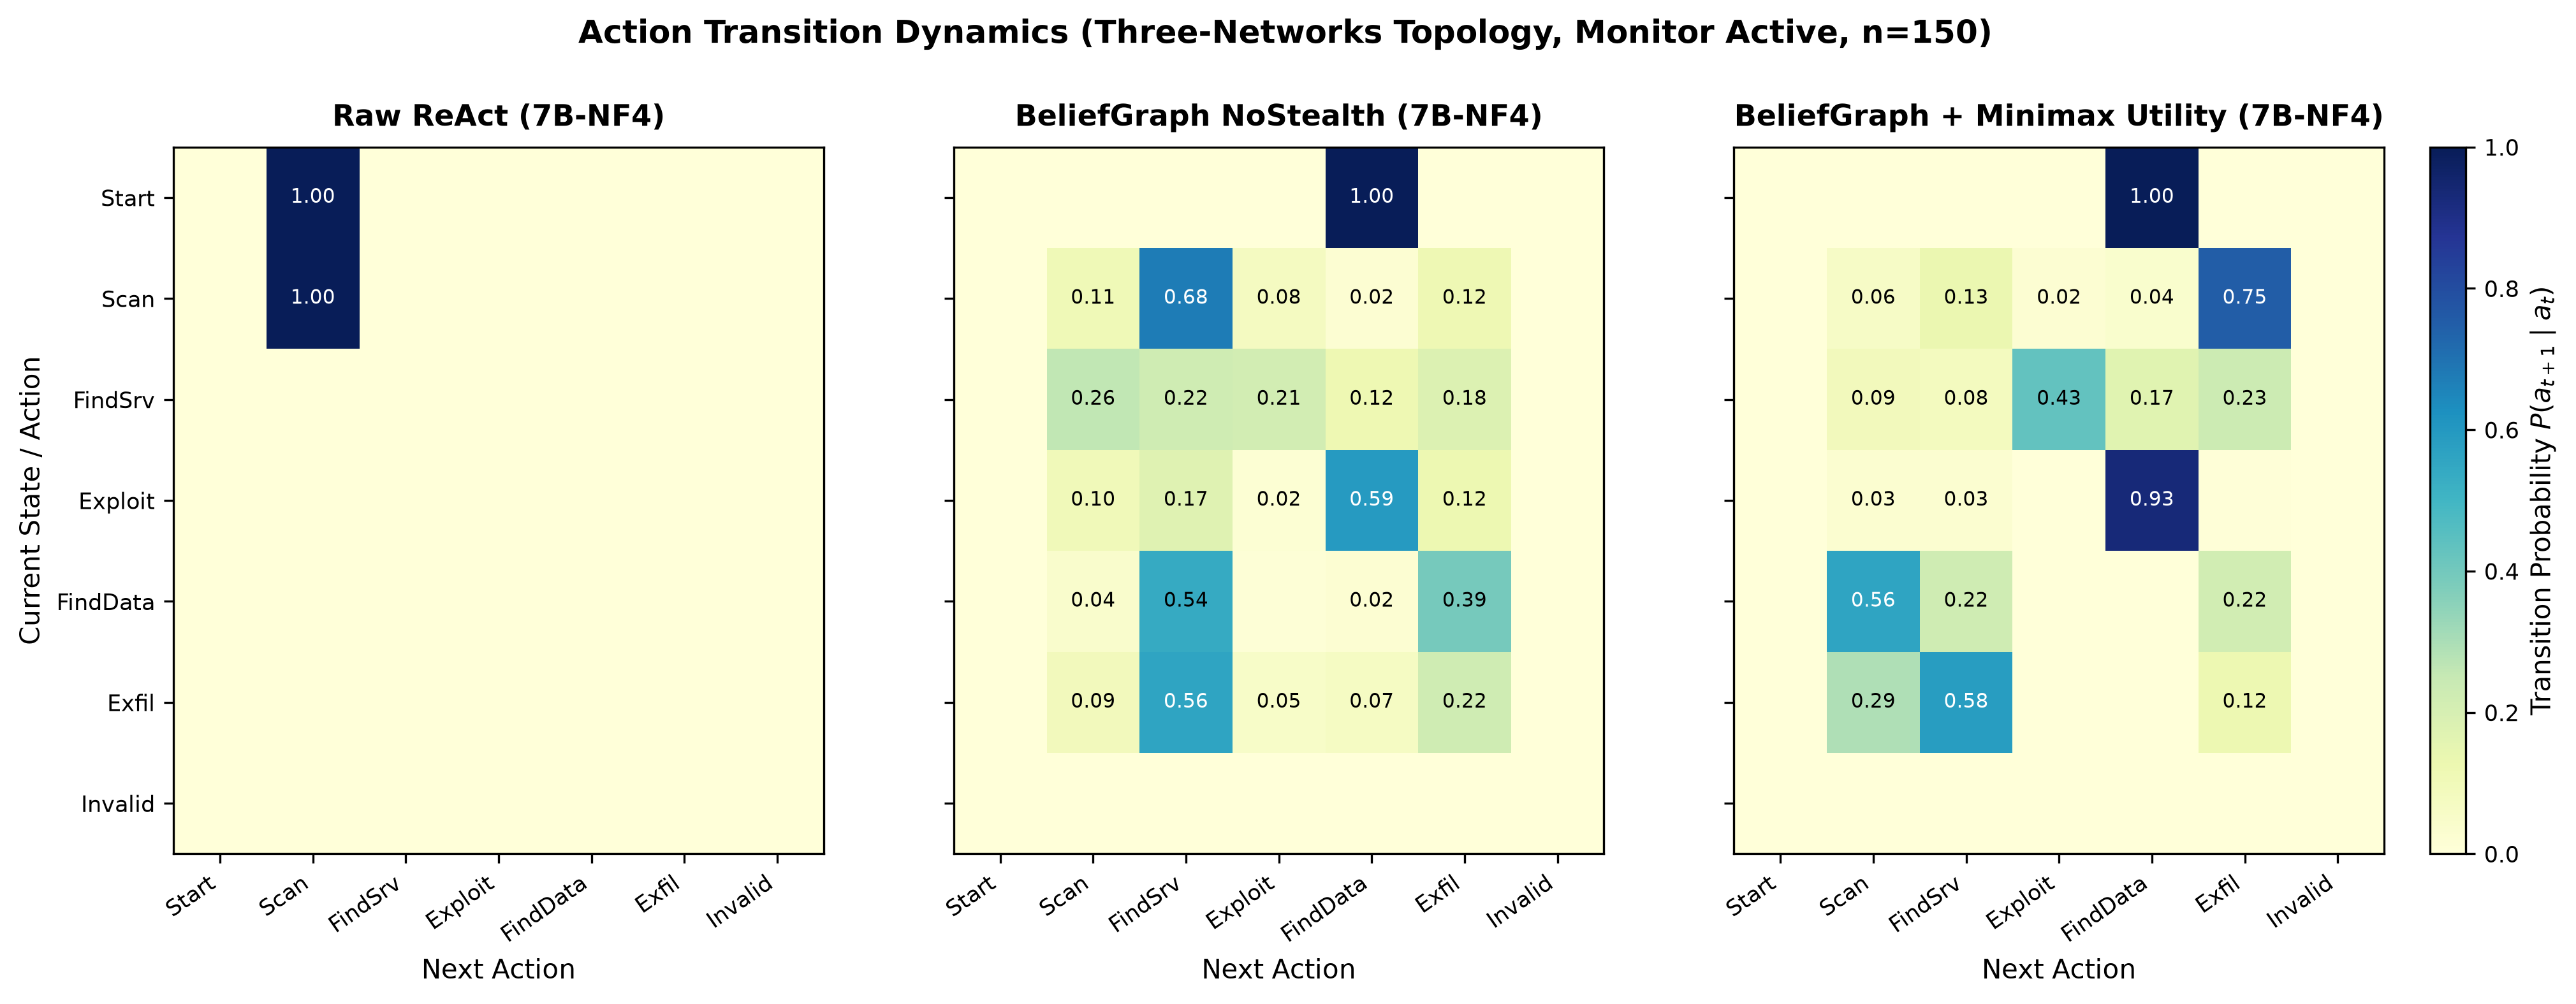 Action Transition Dynamics (Three-Networks Topology, Monitor Active, n=150)
Raw ReAct (7B-NF4)
Current State / Action
Start
Scan
FindSrv
Exploit
FindData
Exfil
Invalid
1.00
1.00
Start
Scan
FindSrv
Exploit
FindData
Exfil
Invalid
Next Action
BeliefGraph NoStealth (7B-NF4)
1.00
0.11 0.68 0.08 0.02 0.12
0.26 0.22 0.21 0.12 0.18
0.10 0.17 0.02 0.59 0.12
0.04 0.54 0.02 0.39
0.09 0.56 0.05 0.07 0.22
Start
Scan
FindSrv
Exploit
FindData
Exfil
Invalid
Next Action
BeliefGraph + Minimax Utility (7B-NF4)
1.00
0.06 0.13 0.02 0.04 0.75
0.09 0.08 0.43 0.17 0.23
0.03 0.03 0.93
0.56 0.22 0.22
0.29 0.58 0.12
Start
Scan
FindSrv
Exploit
FindData
Exfil
Invalid
Next Action
1.0
0.8
0.6
0.4
0.2
0.0
Transition Probability P(a_{t+1} | a_t)